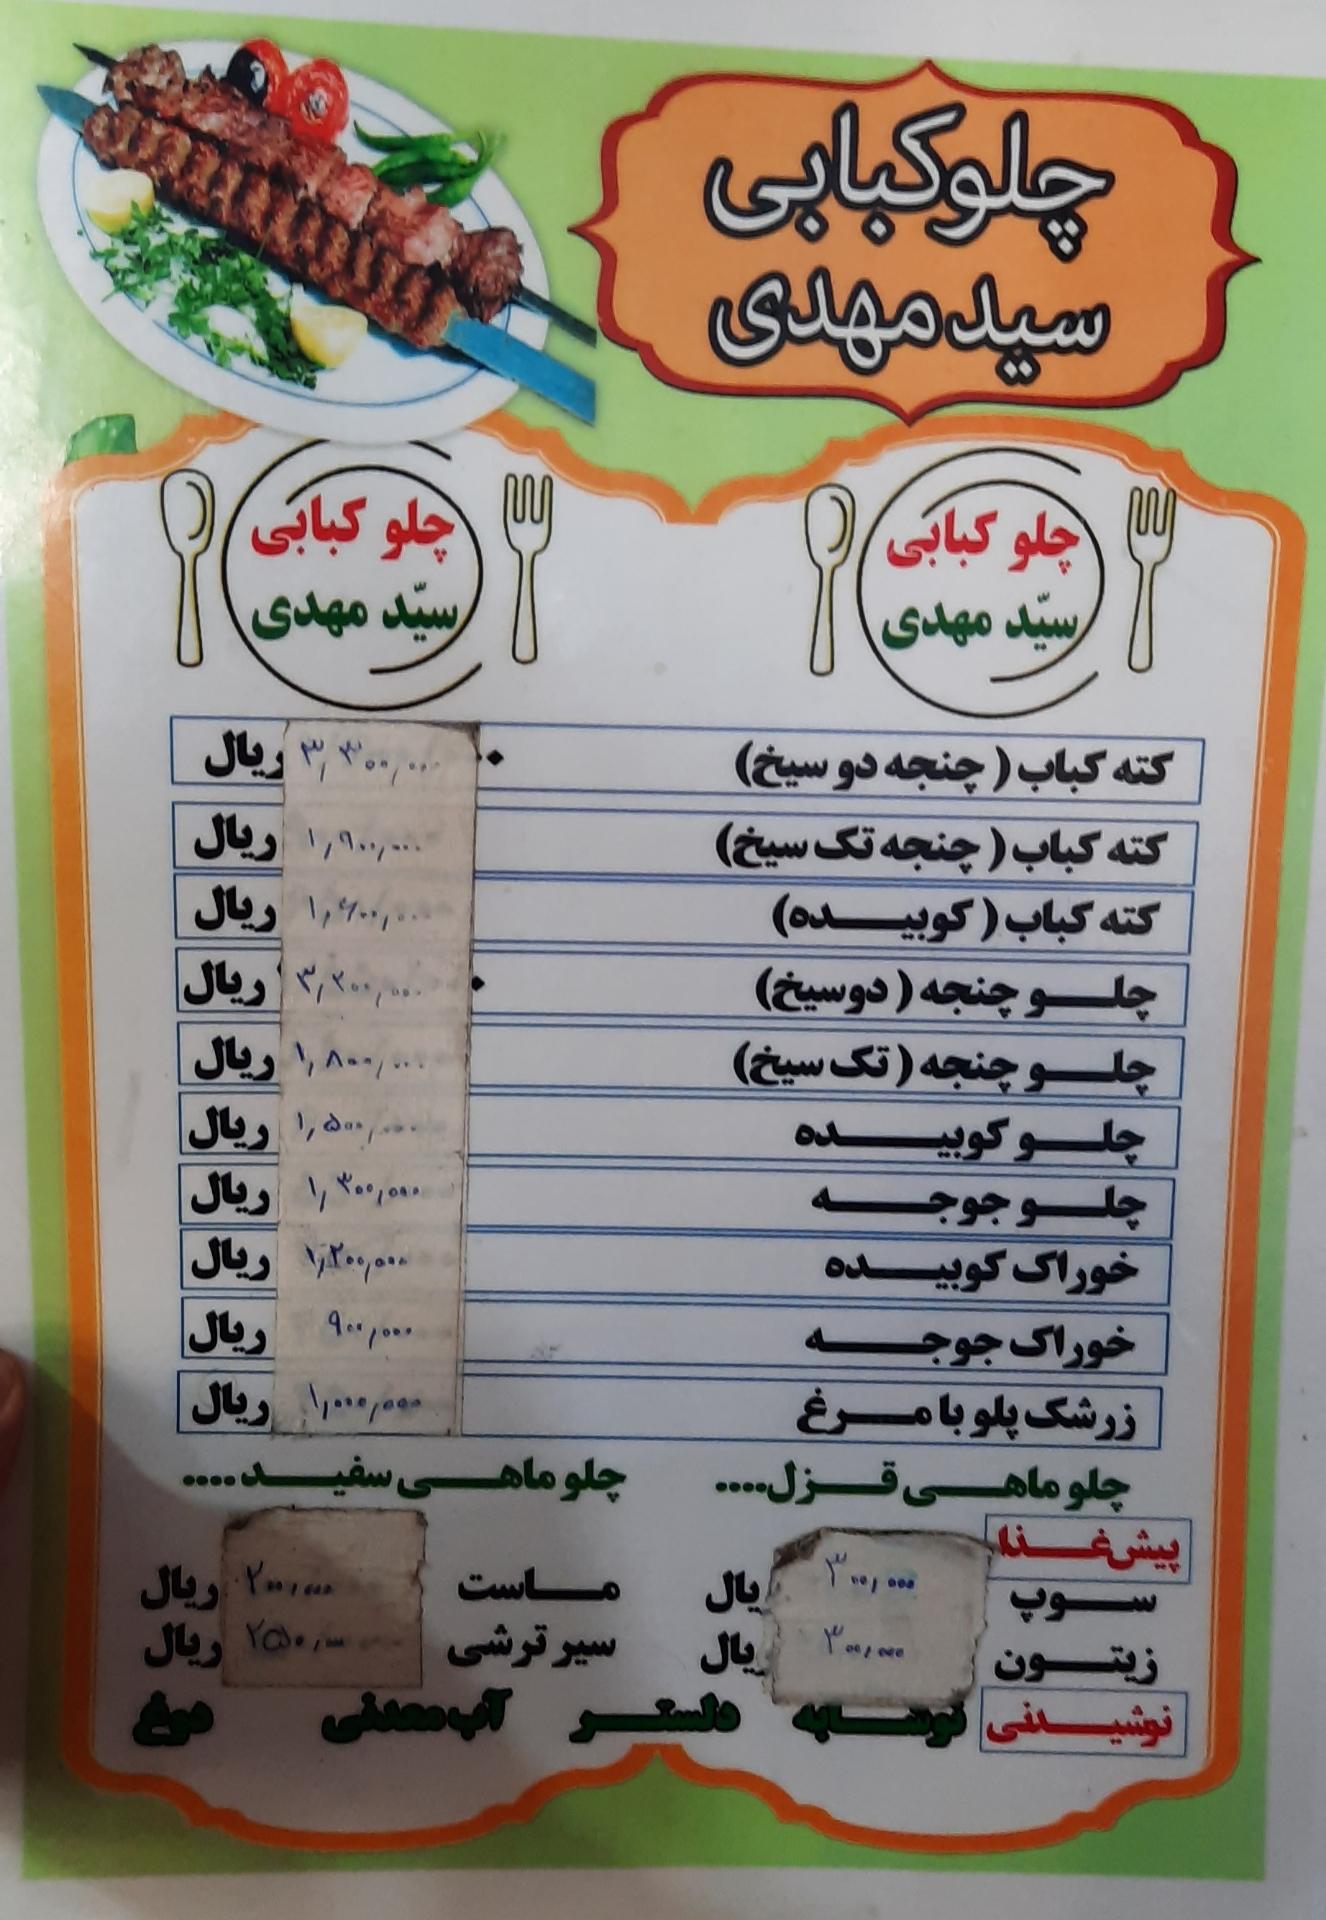 چلوکبابی
سید مهدی
چلو کبابی
سیّد مهدی
چلو کبابی
سیّد مهدی
کته کباب ( چنجه دو سیخ) ۳,۳۰۰,۰۰۰ ریال
کته کباب ( چنجه تک سیخ) ۱,۹۰۰,۰۰۰ ریال
کته کباب ( کوبیده) ۱,۶۰۰,۰۰۰ ریال
چلو چنجه ( دوسیخ) ۳,۲۰۰,۰۰۰ ریال
چلو چنجه ( تک سیخ) ۱,۸۰۰,۰۰۰ ریال
چلو کوبیده ۱,۵۰۰,۰۰۰ ریال
چلو جوجه ۱,۳۰۰,۰۰۰ ریال
خوراک کوبیده ۱,۲۰۰,۰۰۰ ریال
خوراک جوجه ۹۰۰,۰۰۰ ریال
زرشک پلو با مرغ ۱,۰۰۰,۰۰۰ ریال
چلو ماهی قزل.... چلو ماهی سفید....
پیش غذا
سوپ ۳۰۰,۰۰۰ ریال ماست ۲۰۰,۰۰۰ ریال
زیتون ۳۰۰,۰۰۰ ریال سیر ترشی ۲۵۰,۰۰۰ ریال
نوشیدنی نوشابه دلستر آب معدنی دوغ